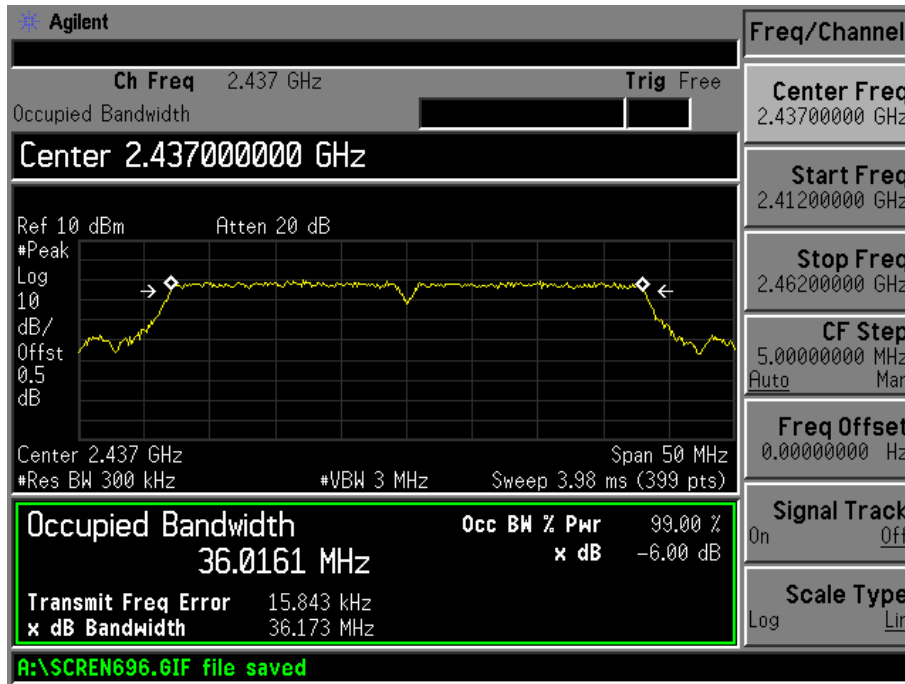 Agilent
Freq/Channel
Ch Freq 2.437 GHz Trig Free
Occupied Bandwidth
Center 2.437000000 GHz
Ref 10 dBm Atten 20 dB
#Peak
Log
10
dB/
Offst
0.5
dB
Center 2.437 GHz Span 50 MHz
#Res BW 300 kHz #VBW 3 MHz Sweep 3.98 ms (399 pts)
Occupied Bandwidth
36.0161 MHz
Occ BW % Pwr 99.00 %
x dB -6.00 dB
Transmit Freq Error 15.843 kHz
x dB Bandwidth 36.173 MHz
A:\SCREN696.GIF file saved
Center Freq
2.43700000 GHz
Start Freq
2.41200000 GHz
Stop Freq
2.46200000 GHz
CF Step
5.00000000 MHz
Auto Man
Freq Offset
0.00000000 Hz
Signal Track
On Off
Scale Type
Log Lin